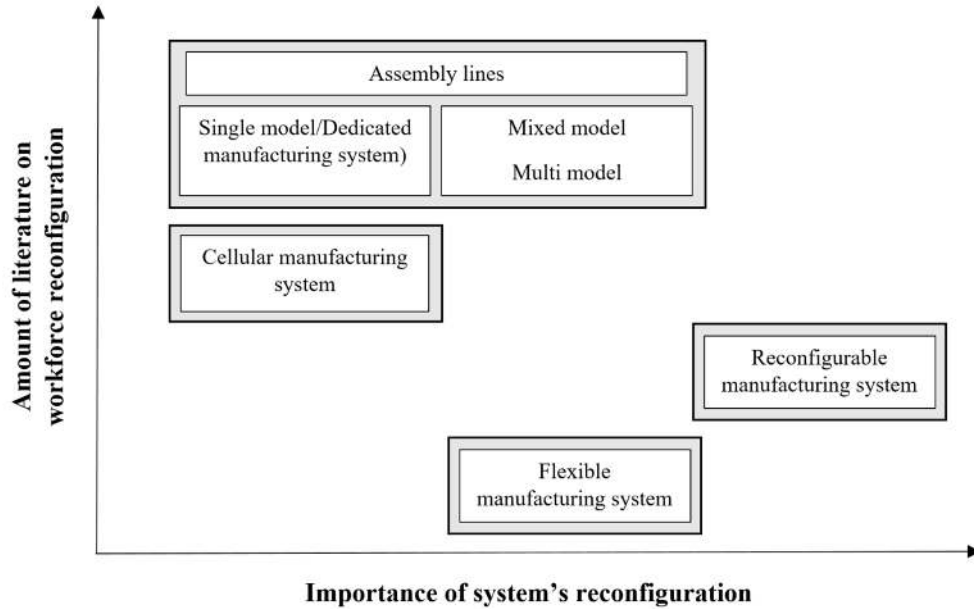 Amount of literature on
workforce reconfiguration
Assembly lines
Single model/Dedicated
manufacturing system)
Mixed model
Multi model
Cellular manufacturing
system
Reconfigurable
manufacturing system
Flexible
manufacturing system
Importance of system's reconfiguration